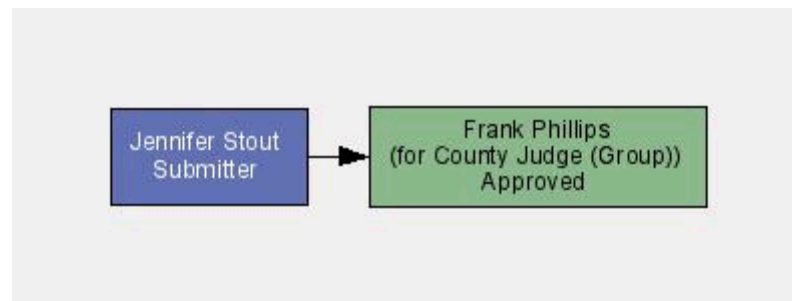 Jennifer Stout
Submitter
Frank Phillips
(for County Judge (Group))
Approved